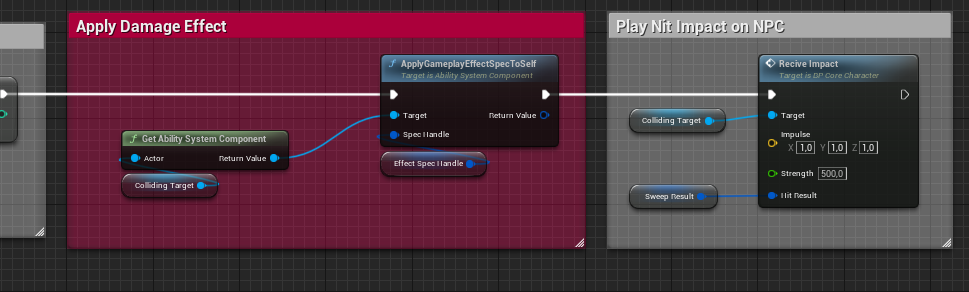 Apply Damage Effect
Play Nit Impact on NPC
ApplyGameplayEffectSpecToSelf
Target is Ability System Component
Target
Return Value
Spec Handle
Effect Spec Handle
Get Ability System Component
Actor
Return Value
Colliding Target
Recive Impact
Target is DP Core Character
Colliding Target
Target
Impulse
X 1,0 Y 1,0 Z 1,0
Strength 500,0
Sweep Result
Hit Result